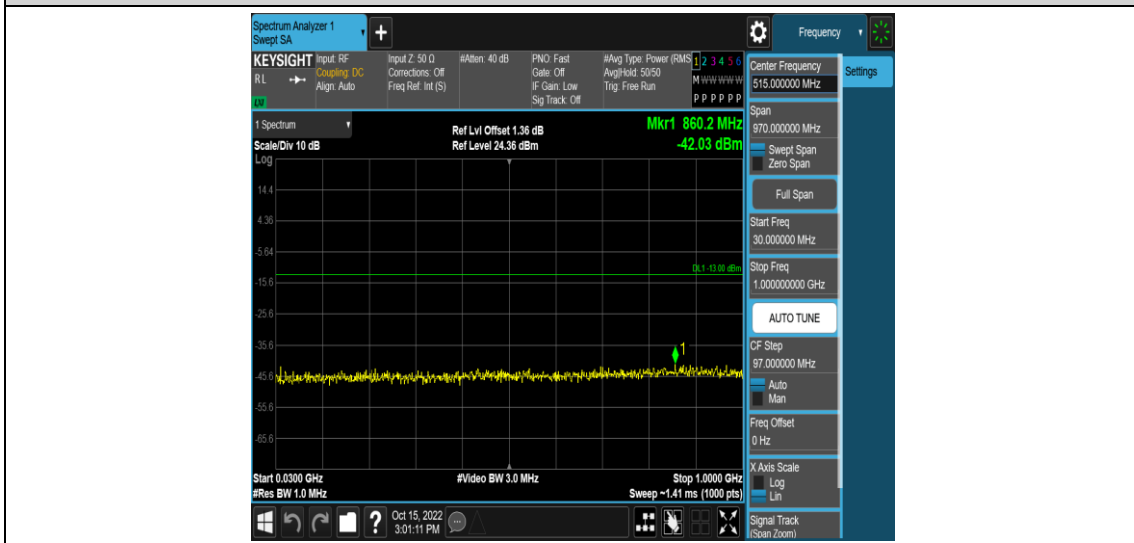 Spectrum Analyzer 1
Swept SA
+
Frequency
KEYSIGHT
RL
LNI
Input: RF
Coupling: DC
Align: Auto
Input Z: 50 Ω
Corrections: Off
Freq Ref: Int (S)
#Atten: 40 dB
PNO: Fast
Gate: Off
IF Gain: Low
Sig Track: Off
#Avg Type: Power (RMS
Avg|Hold: 50/50
Trig: Free Run
1 2 3 4 5 6
M W W W W W
P P P P P P
Center Frequency
515.000000 MHz
Settings
Span
970.000000 MHz
Swept Span
Zero Span
Full Span
Start Freq
30.000000 MHz
Stop Freq
1.000000000 GHz
AUTO TUNE
CF Step
97.000000 MHz
Auto
Man
Freq Offset
0 Hz
X Axis Scale
Log
Lin
Signal Track
(Span Zoom)
1 Spectrum
Scale/Div 10 dB
Ref Lvl Offset 1.36 dB
Ref Level 24.36 dBm
Mkr1 860.2 MHz
-42.03 dBm
Log
14.4
4.36
-5.64
DL1 -13.00 dBm
-15.6
-25.6
-35.6
1
-45.6
-55.6
-65.6
Start 0.0300 GHz
#Video BW 3.0 MHz
Stop 1.0000 GHz
#Res BW 1.0 MHz
Sweep ~1.41 ms (1000 pts)
?
Oct 15, 2022
3:01:11 PM